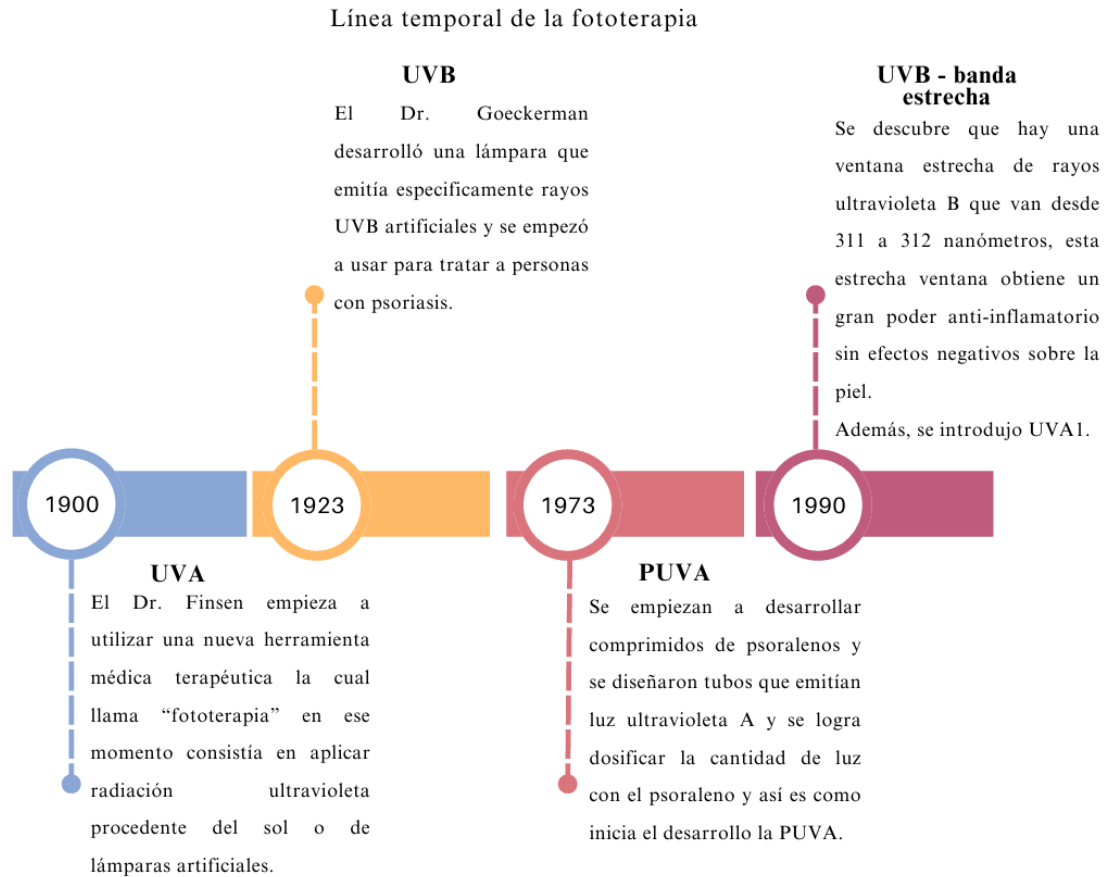 Línea temporal de la fototerapia
UVB
El Dr. Goeckerman
desarrolló una lámpara que
emitía especificamente rayos
UVB artificiales y se empezó
a usar para tratar a personas
con psoriasis.
UVB - banda
estrecha
Se descubre que hay una
ventana estrecha de rayos
ultravioleta B que van desde
311 a 312 nanómetros, esta
estrecha ventana obtiene un
gran poder anti-inflamatorio
sin efectos negativos sobre la
piel.
Además, se introdujo UVA1.
1900
1923
1973
1990
UVA
El Dr. Finsen empieza a
utilizar una nueva herramienta
médica terapéutica la cual
llama “fototerapia” en ese
momento consistía en aplicar
radiación ultravioleta
procedente del sol o de
lámparas artificiales.
PUVA
Se empiezan a desarrollar
comprimidos de psoralenos y
se diseñaron tubos que emitían
luz ultravioleta A y se logra
dosificar la cantidad de luz
con el psoraleno y así es como
inicia el desarrollo la PUVA.